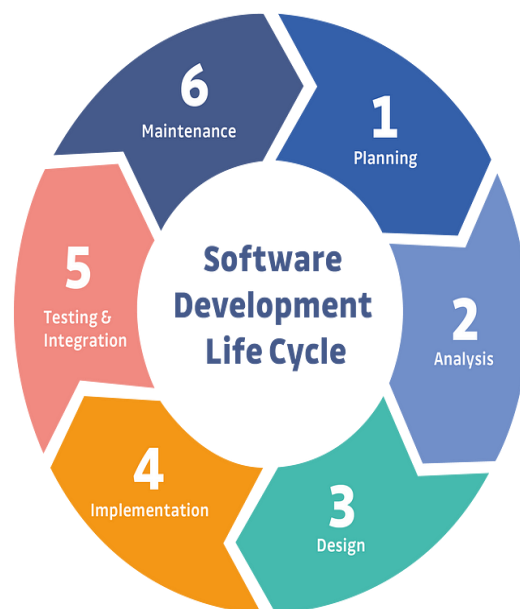 Software
Development
Life Cycle
1
Planning
2
Analysis
3
Design
4
Implementation
5
Testing &
Integration
6
Maintenance